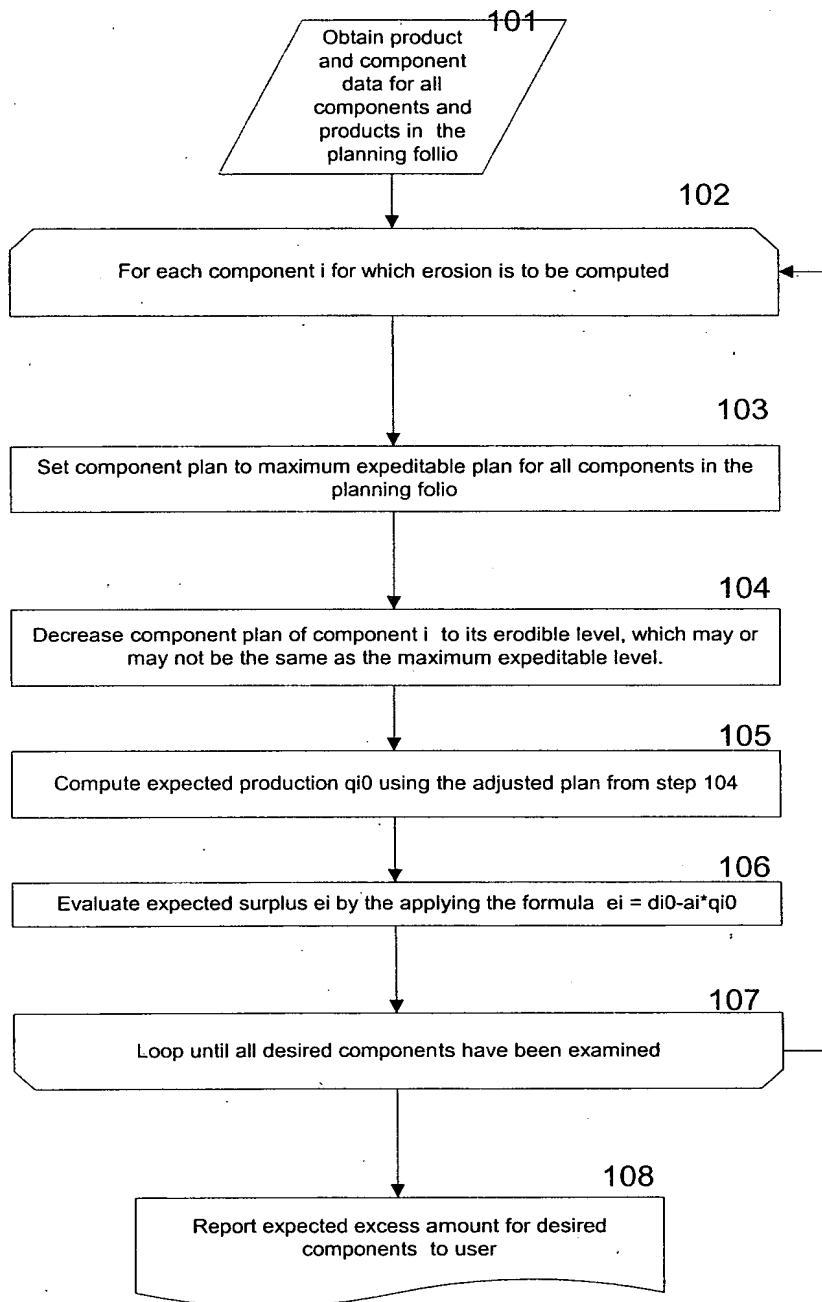 101
Obtain product
and component
data for all
components and
products in the
planning follio
102
For each component i for which erosion is to be computed
103
Set component plan to maximum expeditable plan for all components in the
planning folio
104
Decrease component plan of component i to its erodible level, which may or
may not be the same as the maximum expeditable level.
105
Compute expected production qi0 using the adjusted plan from step 104
106
Evaluate expected surplus ei by the applying the formula ei = di0-ai*qi0
107
Loop until all desired components have been examined
108
Report expected excess amount for desired
components to user